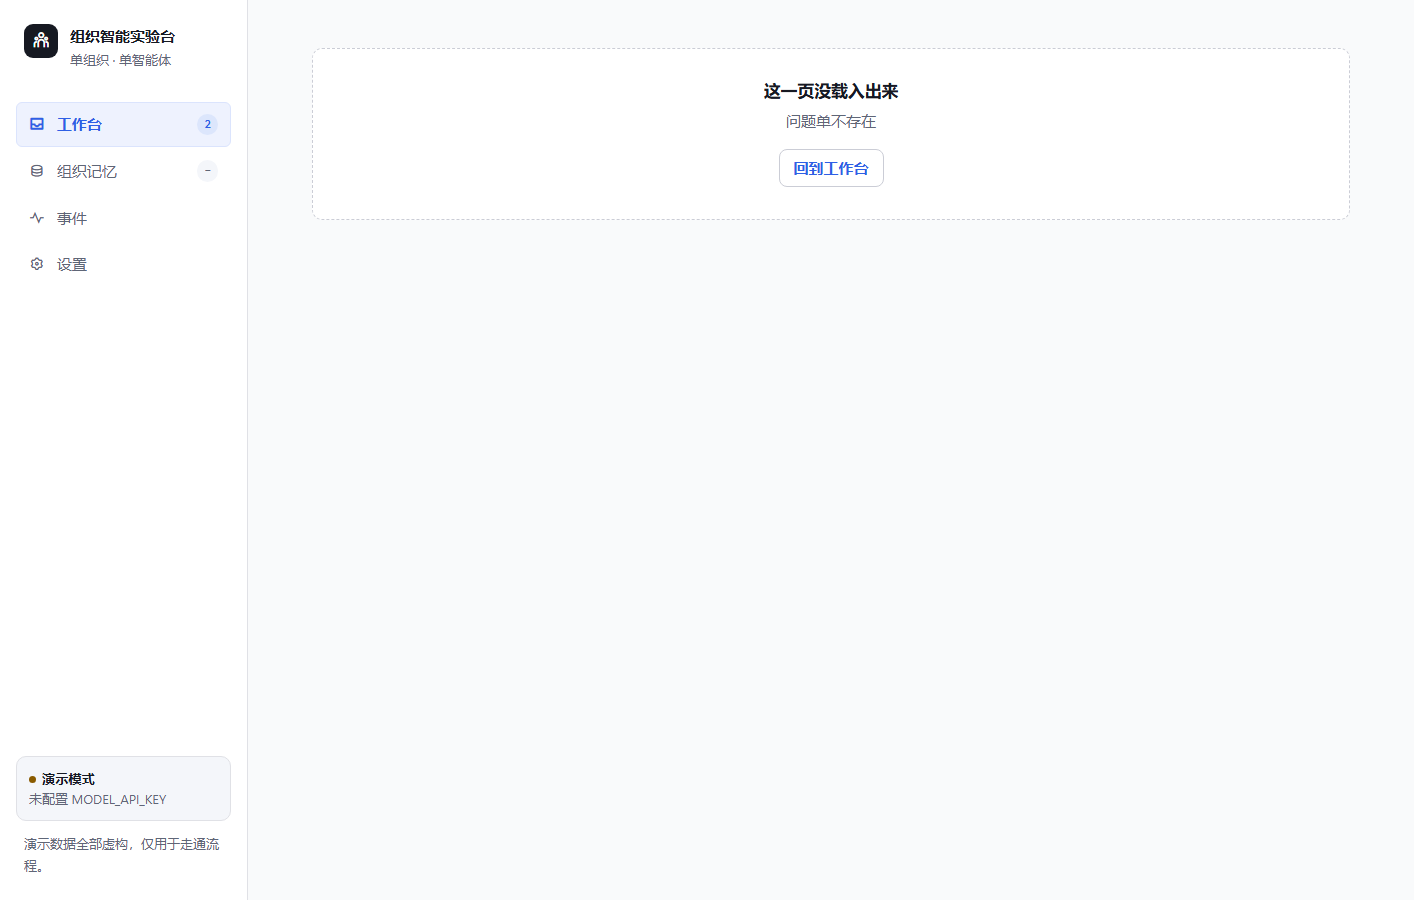 组织智能实验台
单组织 · 单智能体
工作台 2
组织记忆 –
事件
设置
这一页没载入出来
问题单不存在
回到工作台
演示模式
未配置 MODEL_API_KEY
演示数据全部虚构，仅用于走通流
程。